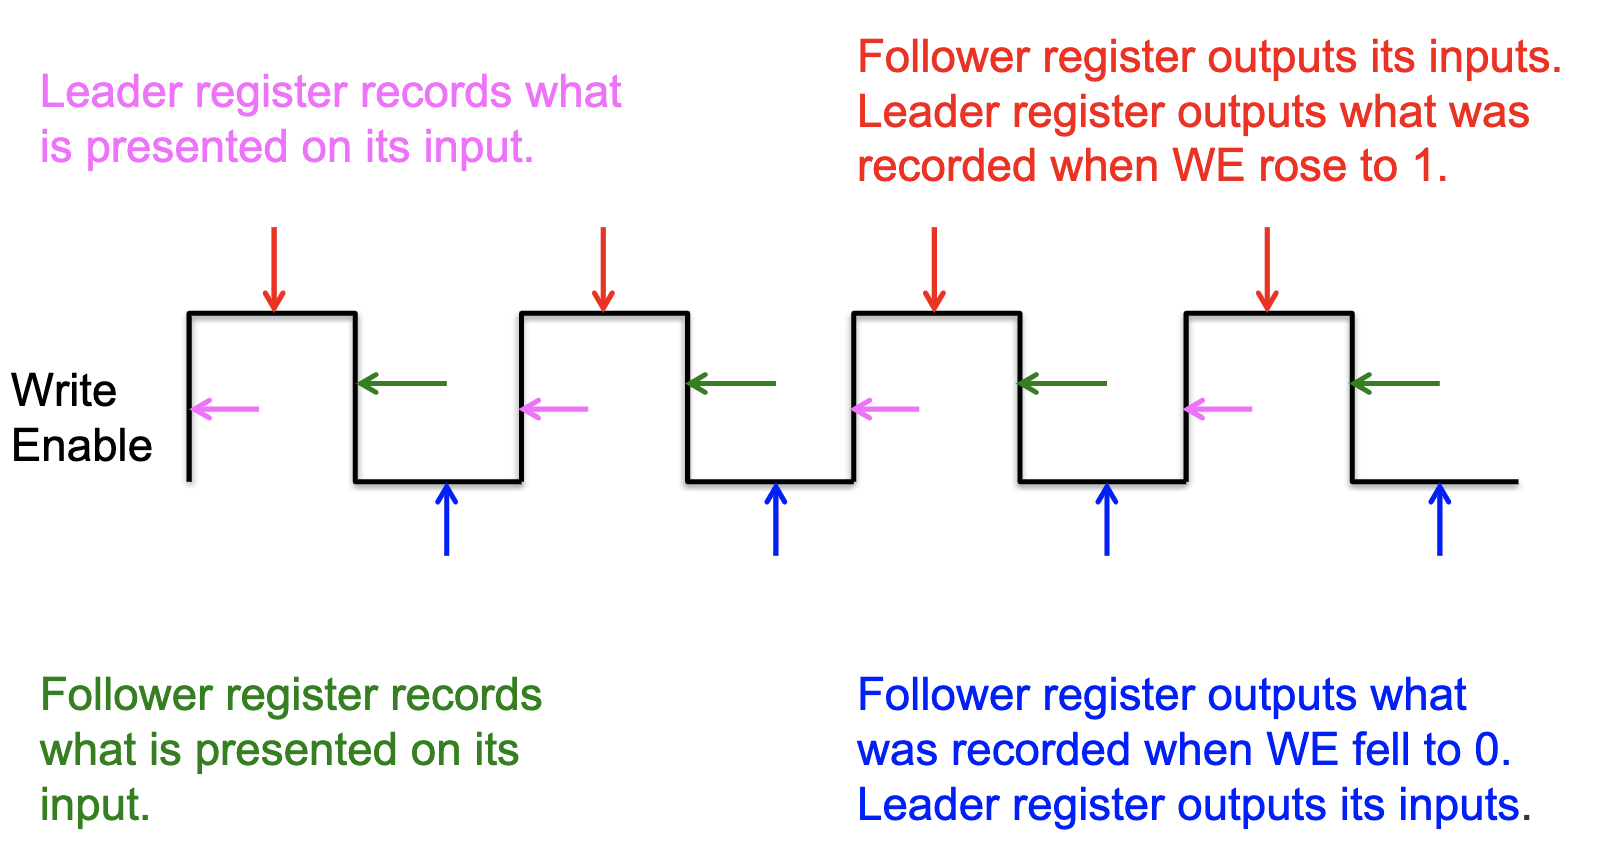 Leader register records what
is presented on its input.
Follower register outputs its inputs.
Leader register outputs what was
recorded when WE rose to 1.
Write
Enable
Follower register records
what is presented on its
input.
Follower register outputs what
was recorded when WE fell to 0.
Leader register outputs its inputs.